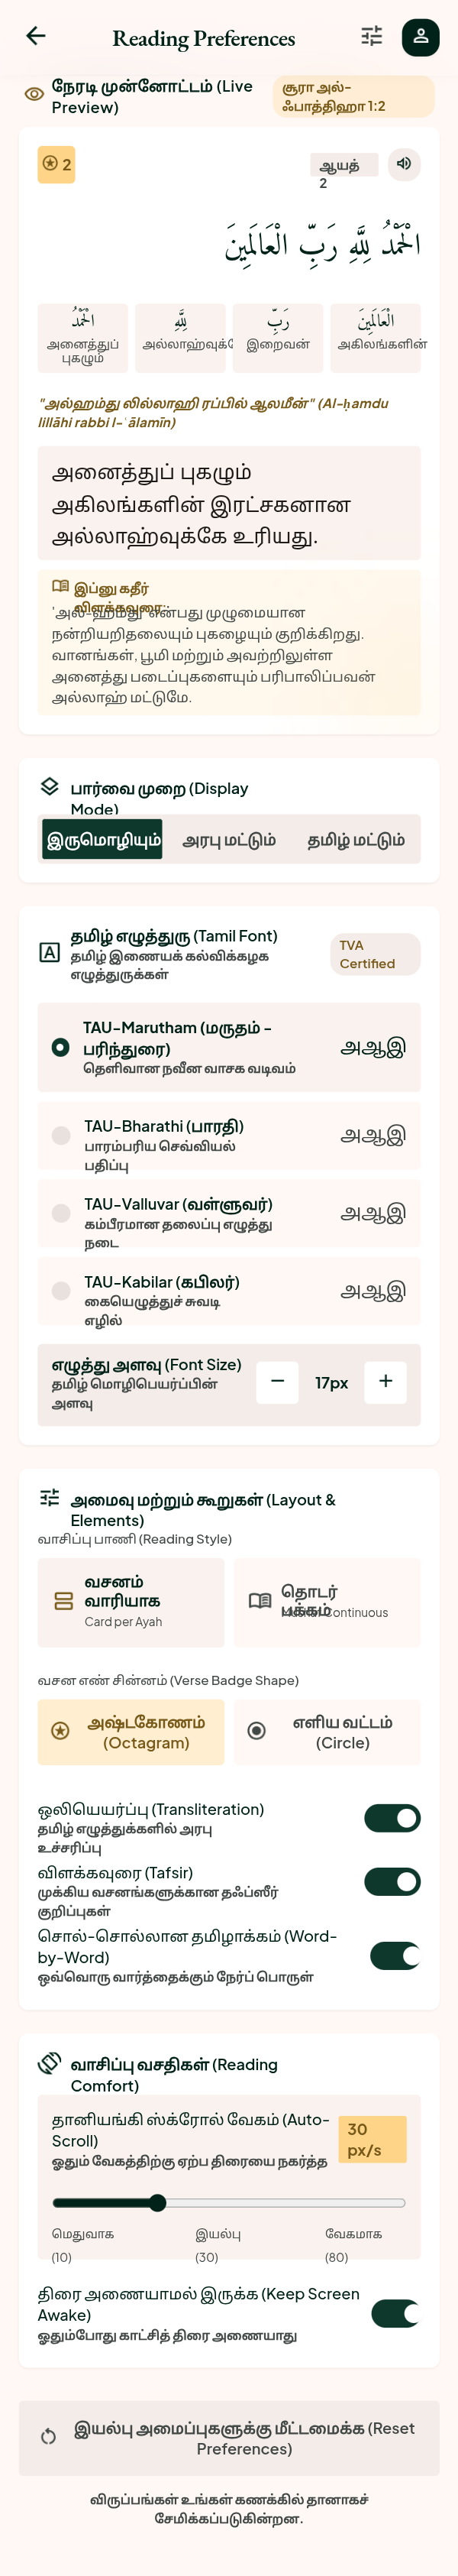 Reading Preferences
நேரடி முன்னோட்டம் (Live
Preview)
சூரா அல்-
ஃபாத்திஹா 1:2
2
ஆயத்
2
الْحَمْدُ لِلَّهِ رَبِّ الْعَالَمِينَ
الْحَمْدُ
அனைத்துப்
புகழும்
لِلَّهِ
அல்லாஹ்வுக்கே
رَبِّ
இறைவன்
الْعَالَمِينَ
அகிலங்களின்
"அல்ஹம்து லில்லாஹி ரப்பில் ஆலமீன்" (Al-ḥamdu
lillāhi rabbi l-ʿālamīn)
அனைத்துப் புகழும்
அகிலங்களின் இரட்சகனான
அல்லாஹ்வுக்கே உரியது.
இப்னு கதீர்
விளக்கவுரை:
'அல்-ஹம்து' என்பது முழுமையான
நன்றியறிதலையும் புகழையும் குறிக்கிறது.
வானங்கள், பூமி மற்றும் அவற்றிலுள்ள
அனைத்து படைப்புகளையும் பரிபாலிப்பவன்
அல்லாஹ் மட்டுமே.
பார்வை முறை (Display
Mode)
இருமொழியும்
அரபு மட்டும்
தமிழ் மட்டும்
தமிழ் எழுத்துரு (Tamil Font)
தமிழ் இணையக் கல்விக்கழக
எழுத்துருக்கள்
TVA
Certified
TAU-Marutham (மருதம் -
பரிந்துரை)
தெளிவான நவீன வாசக வடிவம்
அஆஇ
TAU-Bharathi (பாரதி)
பாரம்பரிய செவ்வியல்
பதிப்பு
அஆஇ
TAU-Valluvar (வள்ளுவர்)
கம்பீரமான தலைப்பு எழுத்து
நடை
அஆஇ
TAU-Kabilar (கபிலர்)
கையெழுத்துச் சுவடி
எழில்
அஆஇ
எழுத்து அளவு (Font Size)
தமிழ் மொழிபெயர்ப்பின்
அளவு
− 17px +
அமைவு மற்றும் கூறுகள் (Layout &
Elements)
வாசிப்பு பாணி (Reading Style)
வசனம்
வாரியாக
Card per Ayah
தொடர்
பக்கம்
Mushaf Continuous
வசன எண் சின்னம் (Verse Badge Shape)
அஷ்டகோணம்
(Octagram)
எளிய வட்டம்
(Circle)
ஒலியெயர்ப்பு (Transliteration)
தமிழ் எழுத்துக்களில் அரபு
உச்சரிப்பு
விளக்கவுரை (Tafsir)
முக்கிய வசனங்களுக்கான தஃப்ஸீர்
குறிப்புகள்
சொல்-சொல்லான தமிழாக்கம் (Word-
by-Word)
ஒவ்வொரு வார்த்தைக்கும் நேர்ப் பொருள்
வாசிப்பு வசதிகள் (Reading
Comfort)
தானியங்கி ஸ்க்ரோல் வேகம் (Auto-
Scroll)
ஓதும் வேகத்திற்கு ஏற்ப திரையை நகர்த்த
30
px/s
மெதுவாக
(10)
இயல்பு
(30)
வேகமாக
(80)
திரை அணையாமல் இருக்க (Keep Screen
Awake)
ஓதும்போது காட்சித் திரை அணையாது
இயல்பு அமைப்புகளுக்கு மீட்டமைக்க (Reset
Preferences)
விருப்பங்கள் உங்கள் கணக்கில் தானாகச்
சேமிக்கப்படுகின்றன.